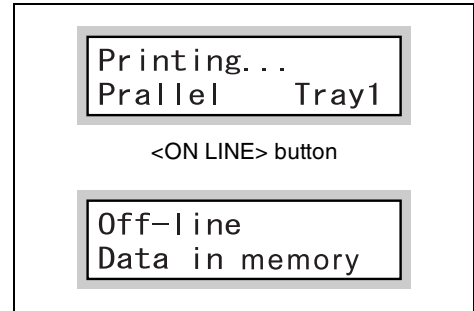 Printing...
Prallel Tray1
<ON LINE> button
Off-line
Data in memory